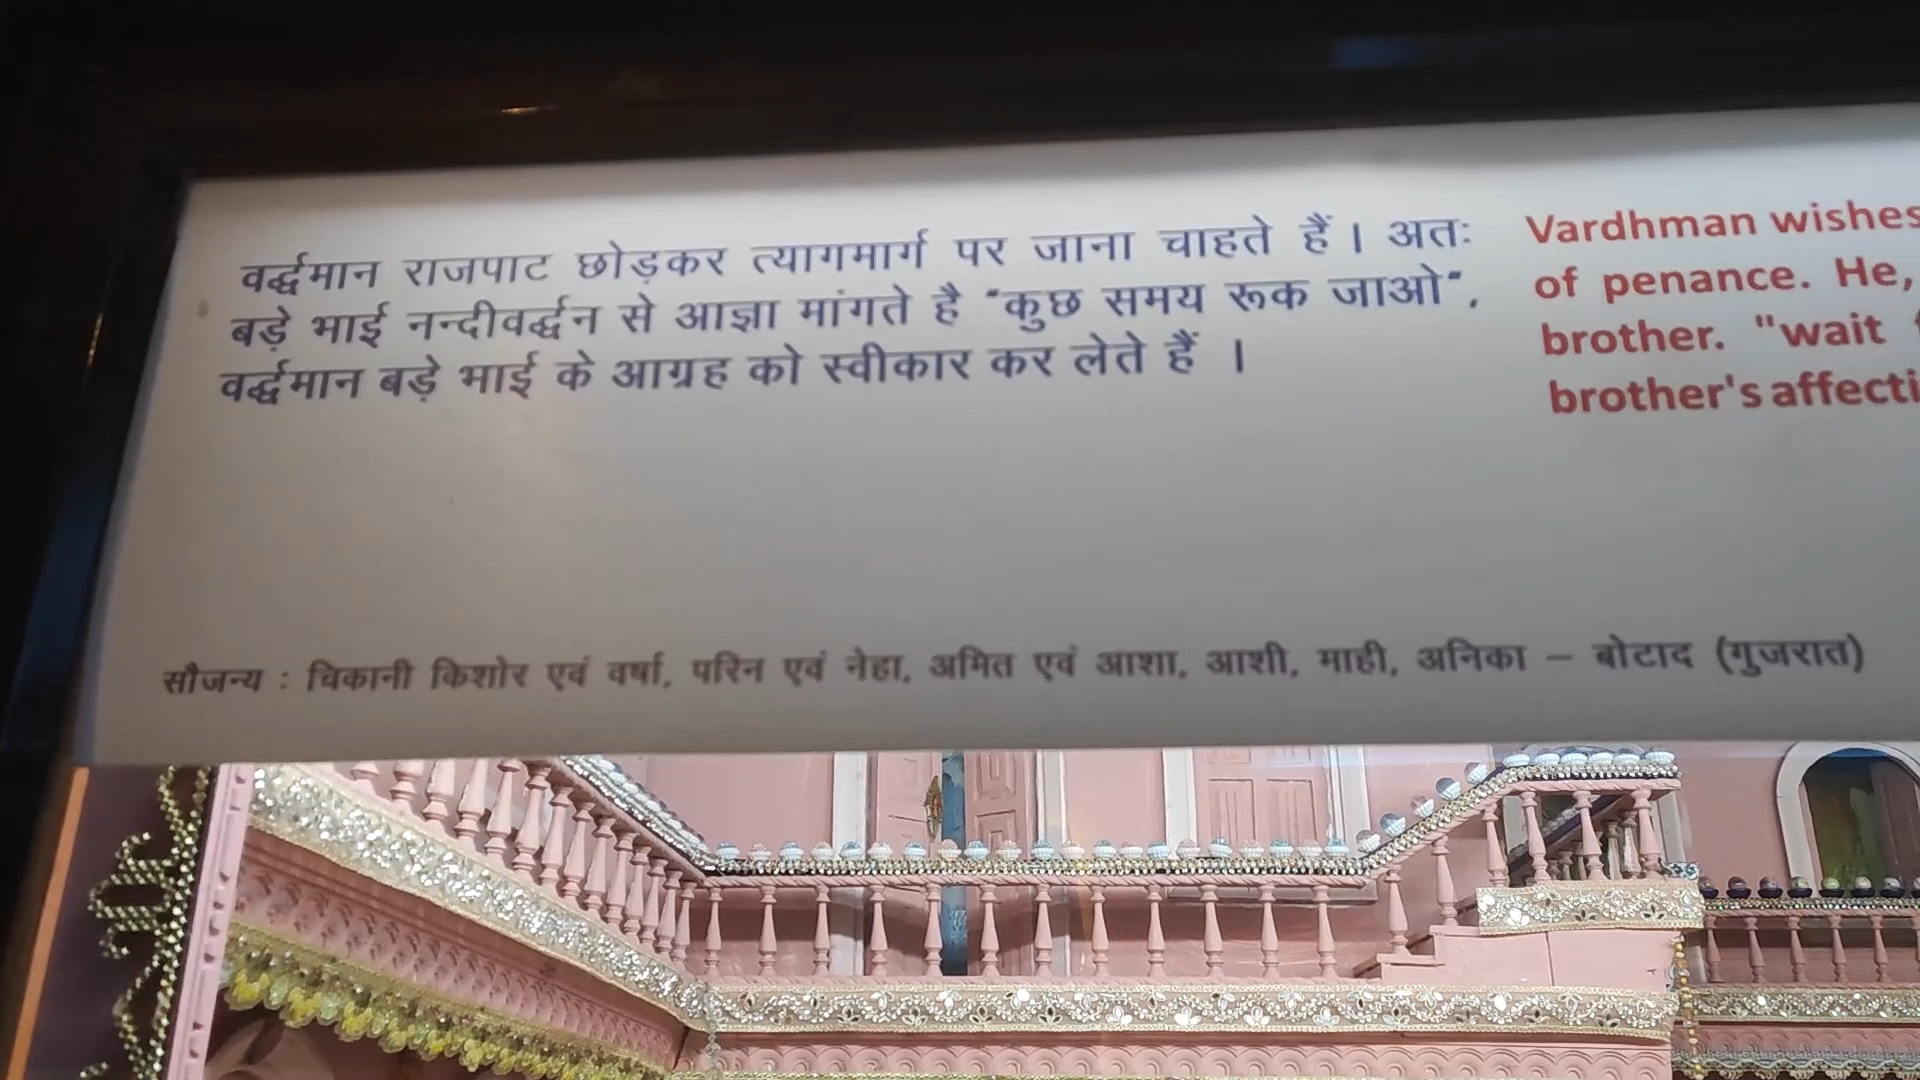 वर्द्धमान राजपाट छोड़कर त्यागमार्ग पर जाना चाहते हैं । अतः
बड़े भाई नन्दीवर्द्धन से आज्ञा मांगते है "कुछ समय रूक जाओ",
वर्द्धमान बड़े भाई के आग्रह को स्वीकार कर लेते हैं ।
Vardhman wishes
of penance. He,
brother. "wait
brother's affecti
सौजन्य : चिकानी किशोर एवं वर्षा, परिन एवं नेहा, अमित एवं आशा, आशी, माही, अनिका – बोटाद (गुजरात)